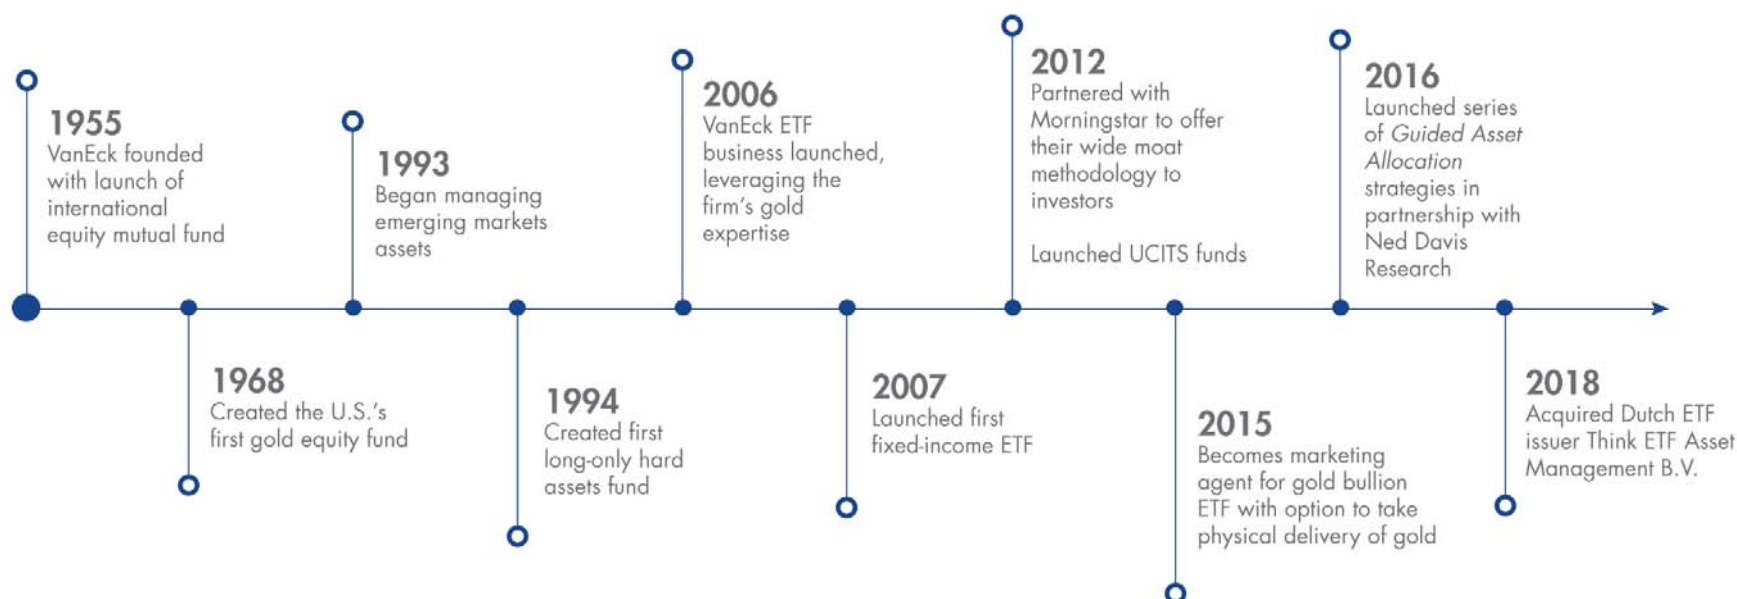 1955
VanEck founded
with launch of
international
equity mutual fund
1968
Created the U.S.'s
first gold equity fund
1993
Began managing
emerging markets
assets
1994
Created first
long-only hard
assets fund
2006
VanEck ETF
business launched,
leveraging the
firm's gold
expertise
2007
Launched first
fixed-income ETF
2012
Partnered with
Morningstar to offer
their wide moat
methodology to
investors
Launched UCITS funds
2015
Becomes marketing
agent for gold bullion
ETF with option to take
physical delivery of gold
2016
Launched series
of Guided Asset
Allocation
strategies in
partnership with
Ned Davis
Research
2018
Acquired Dutch ETF
issuer Think ETF Asset
Management B.V.